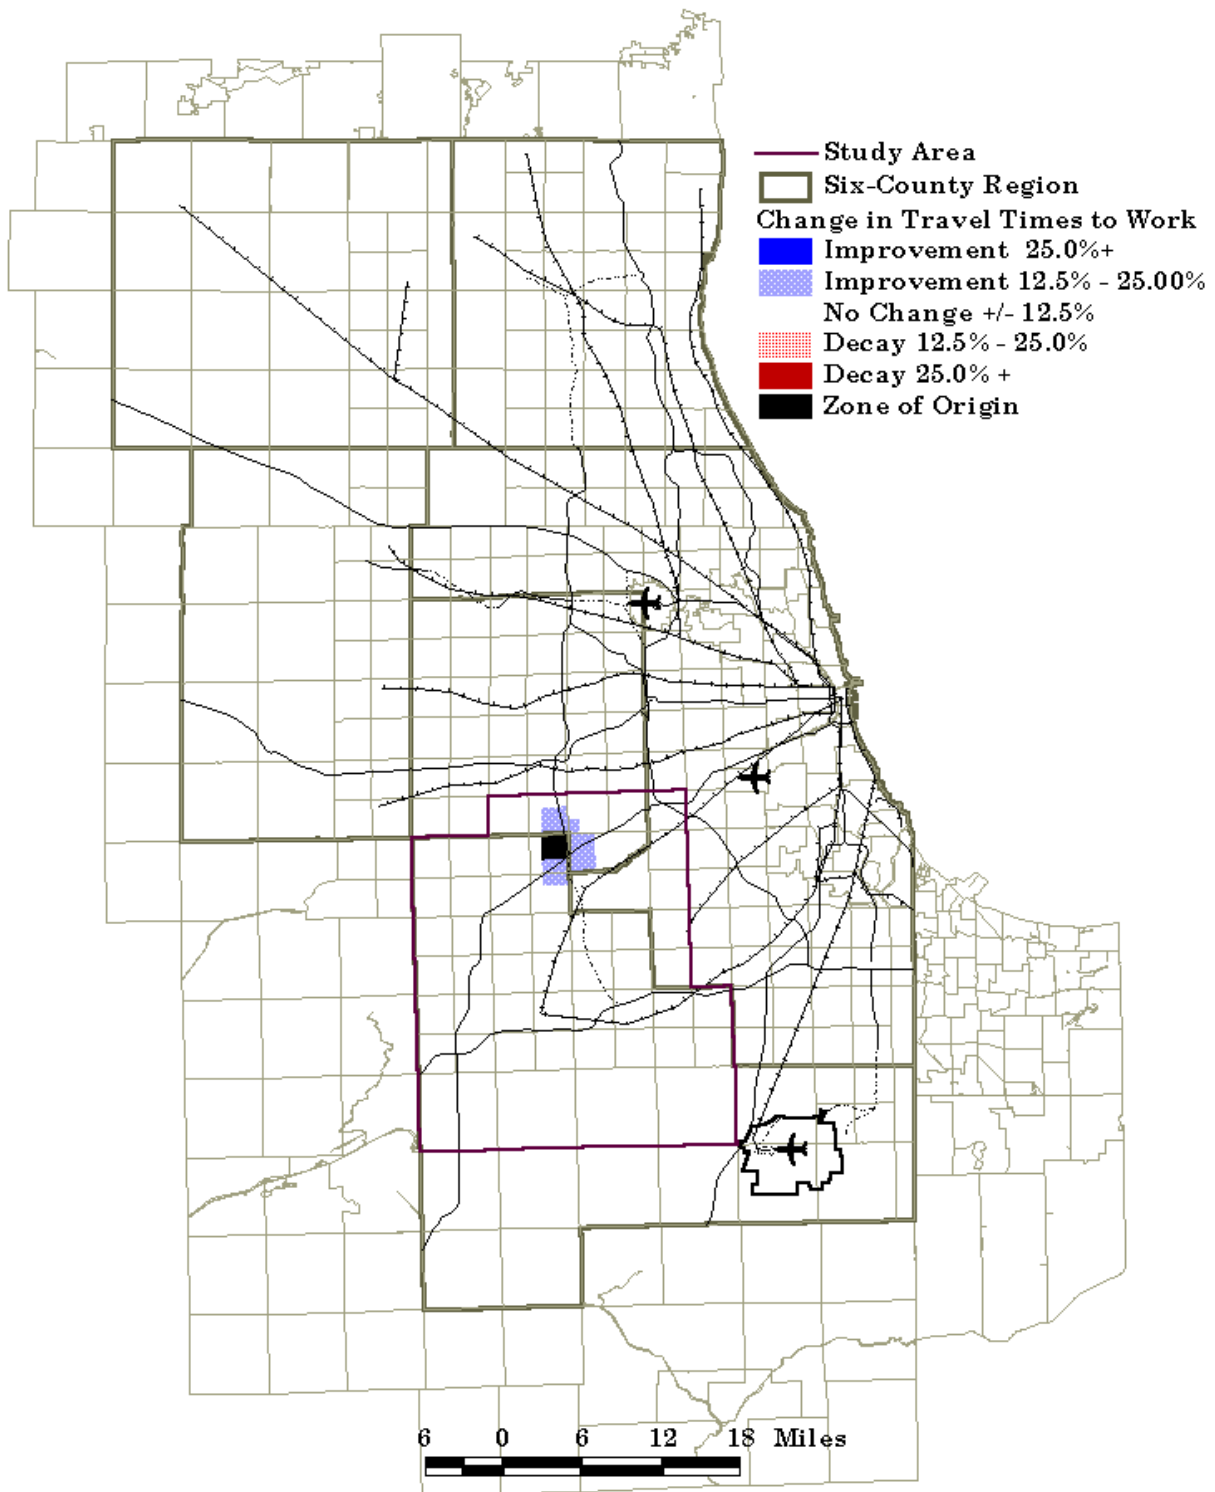 Study Area
Six-County Region
Change in Travel Times to Work
Improvement 25.0%+
Improvement 12.5% - 25.00%
No Change +/- 12.5%
Decay 12.5% - 25.0%
Decay 25.0% +
Zone of Origin
6 0 6 12 18 Miles